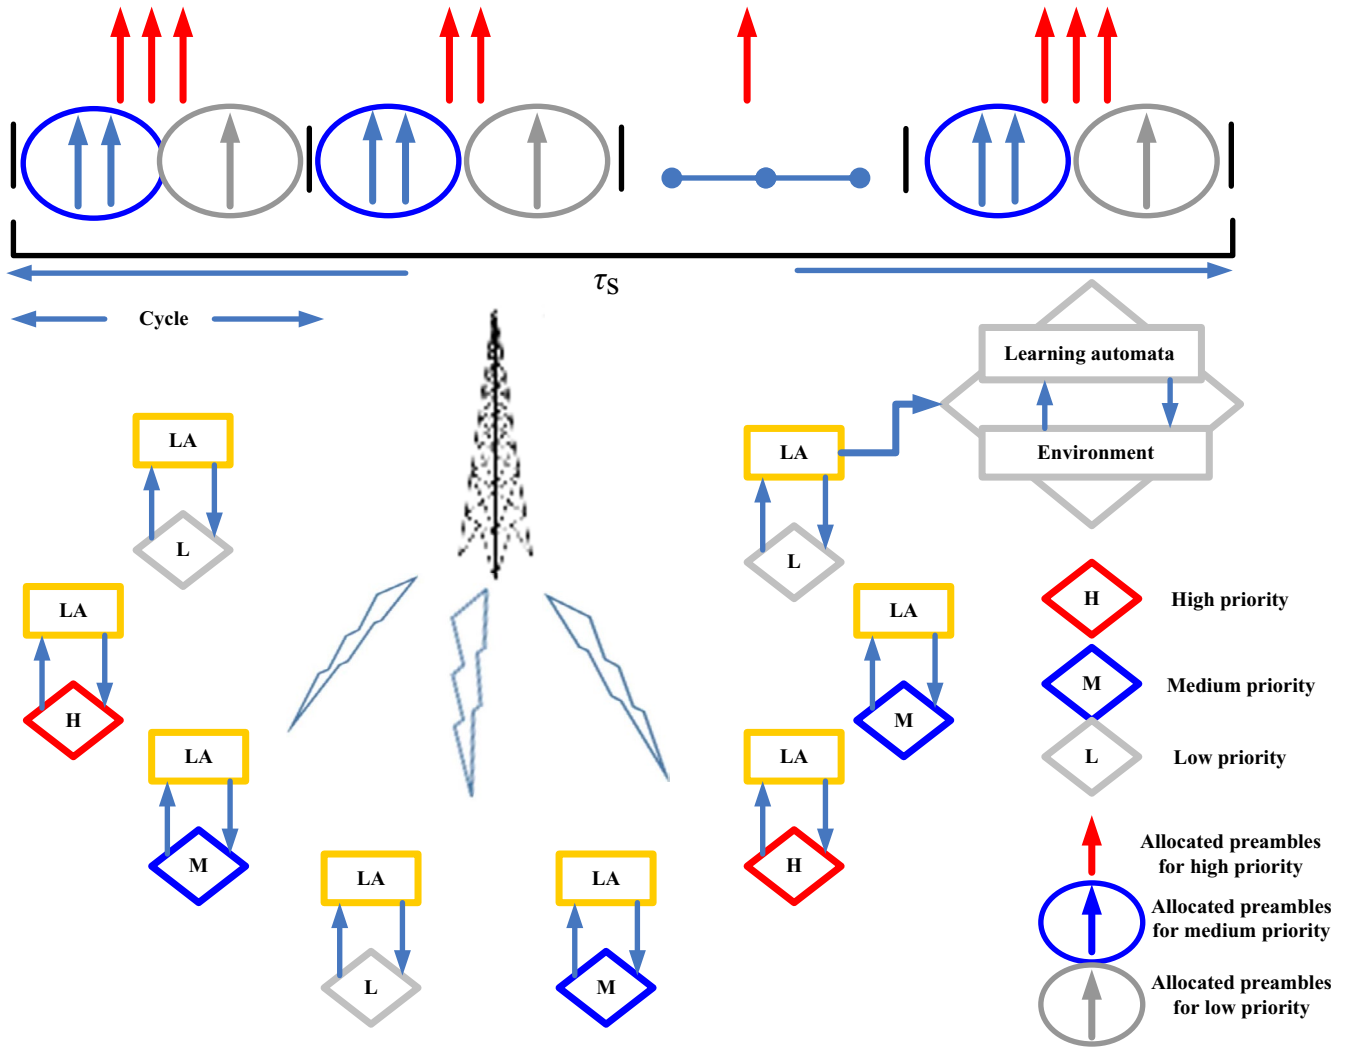 τS
Cycle
Learning automata
LA
LA
Environment
L
L
LA
LA
H
High priority
H
M
M
Medium priority
LA
LA
L
Low priority
M
H
Allocated preambles
for high priority
LA
LA
Allocated preambles
for medium priority
L
M
Allocated preambles
for low priority